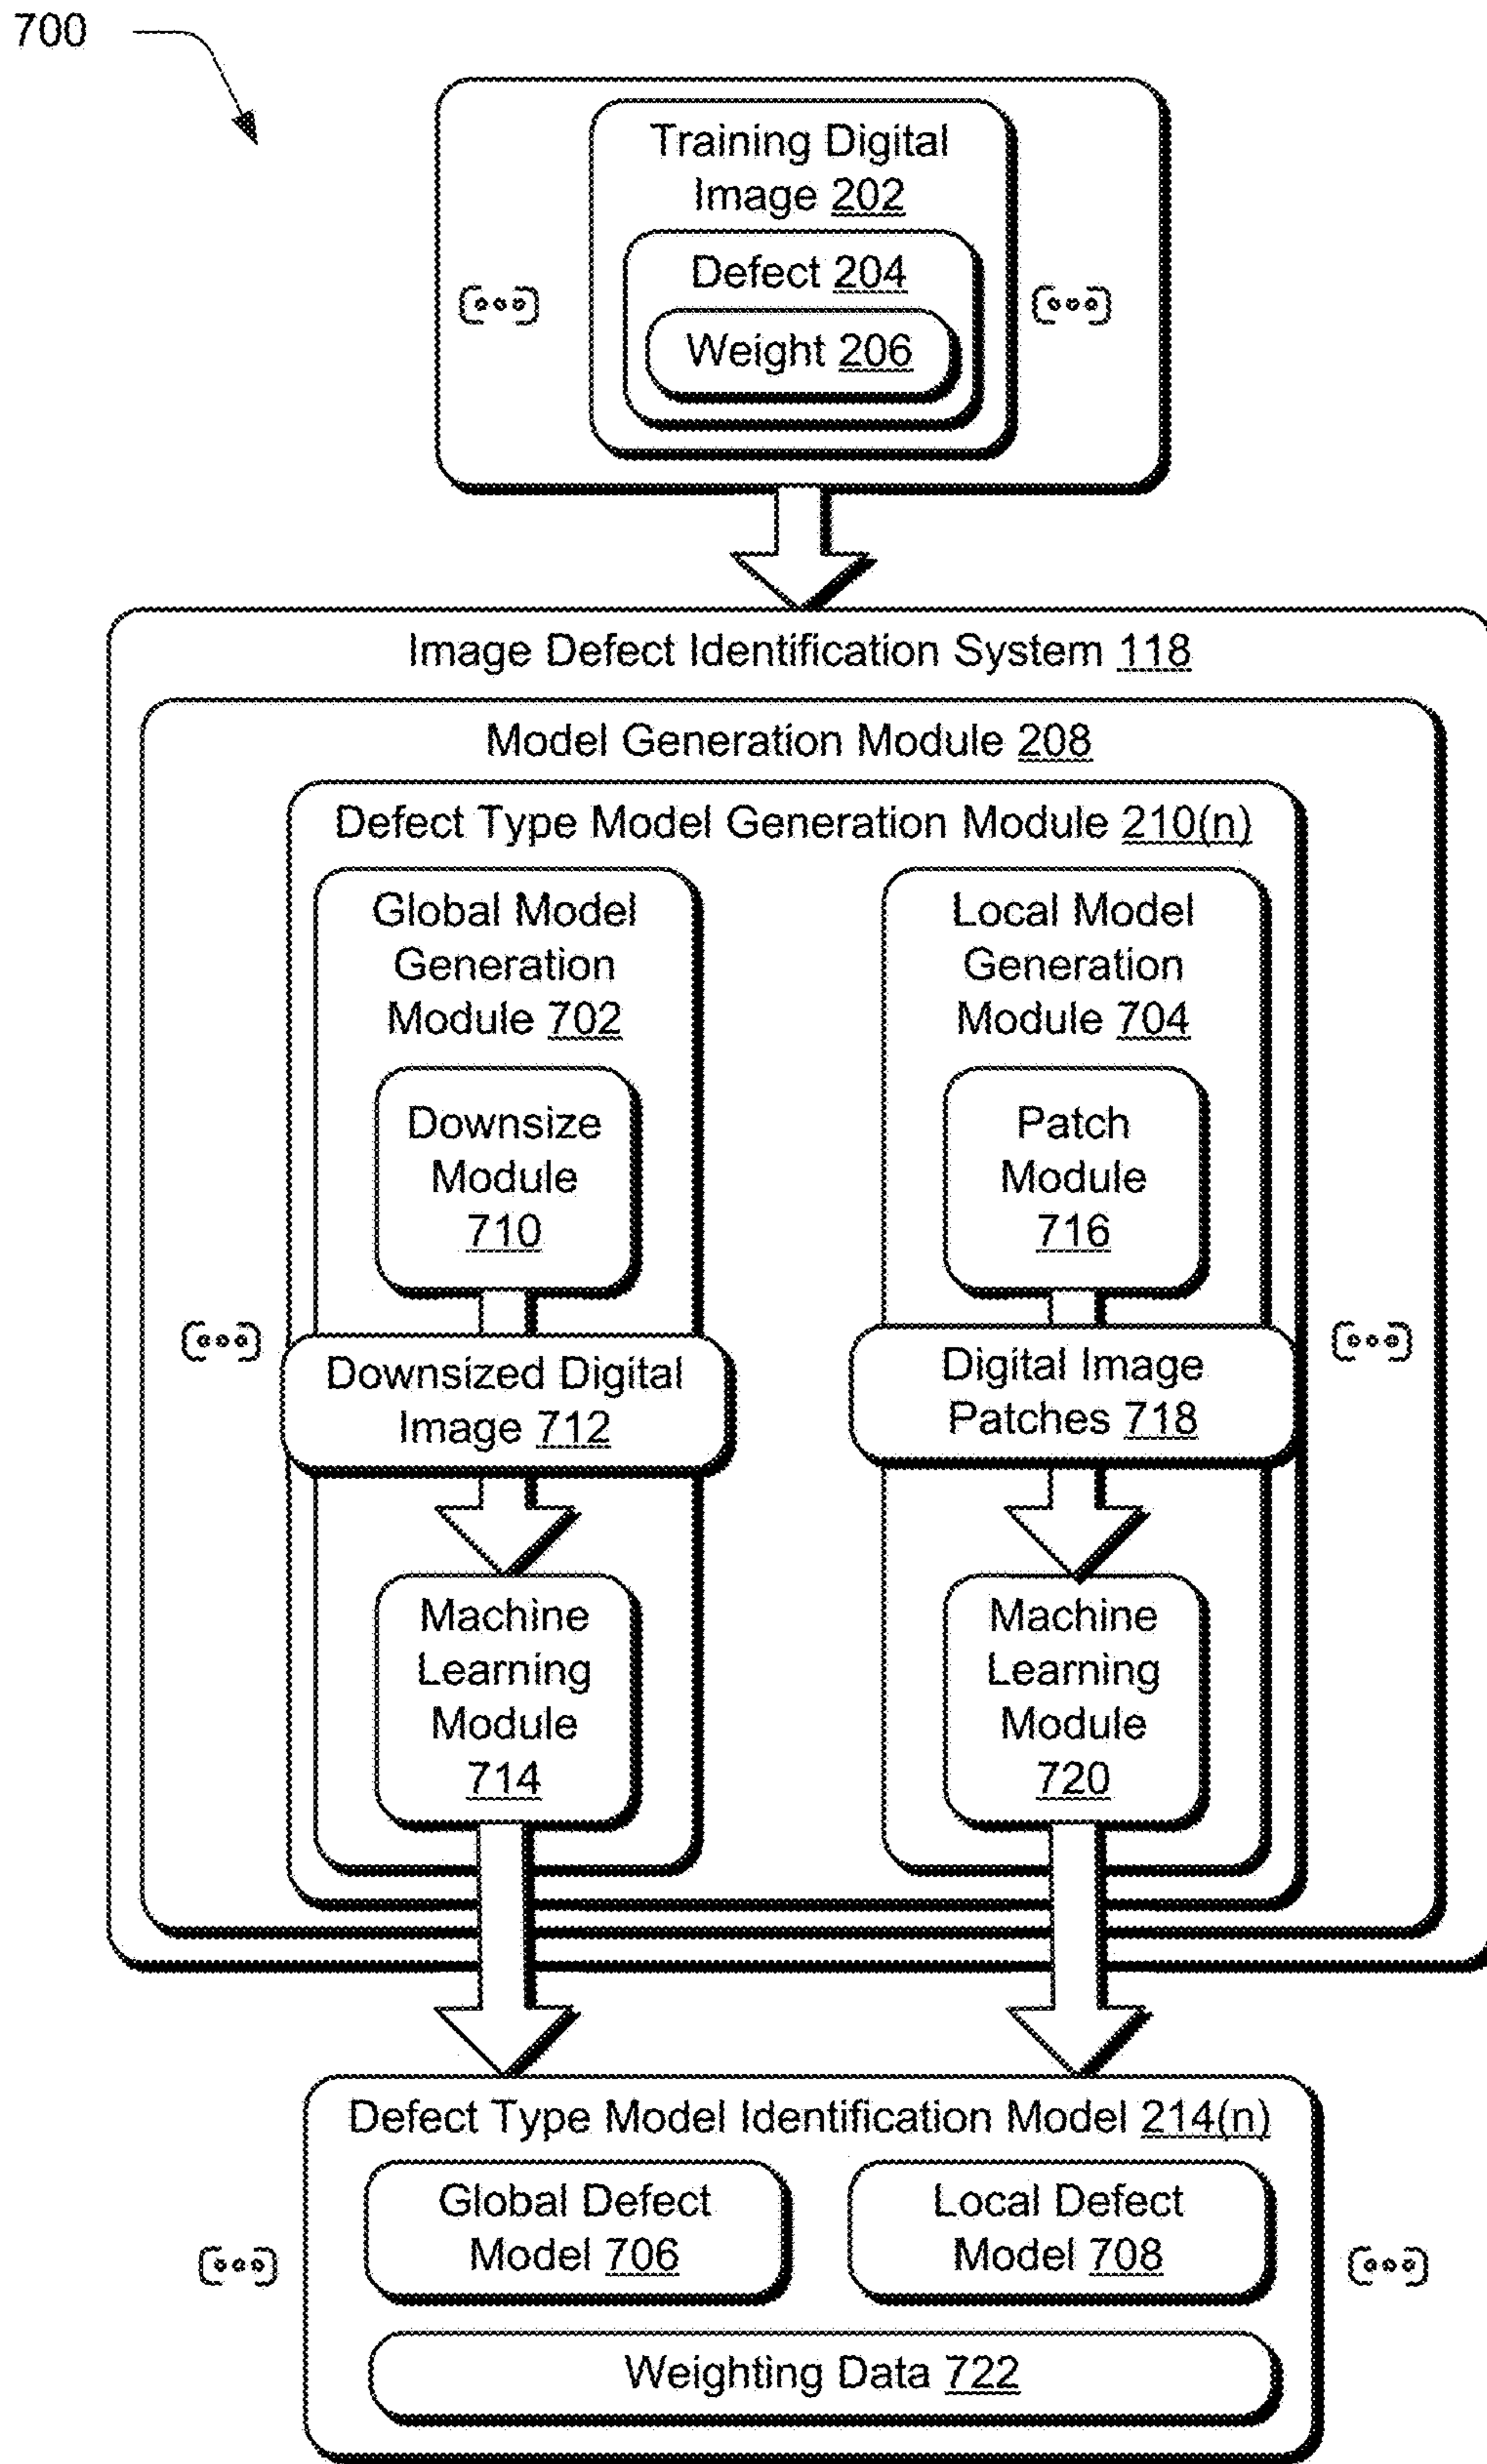 700
Training Digital
Image 202
Defect 204
Weight 206
Image Defect Identification System 118
Model Generation Module 208
Defect Type Model Generation Module 210(n)
Global Model
Generation
Module 702
Downsize
Module
710
Downsized Digital
Image 712
Machine
Learning
Module
714
Local Model
Generation
Module 704
Patch
Module
716
Digital Image
Patches 718
Machine
Learning
Module
720
Defect Type Model Identification Model 214(n)
Global Defect
Model 706
Local Defect
Model 708
Weighting Data 722